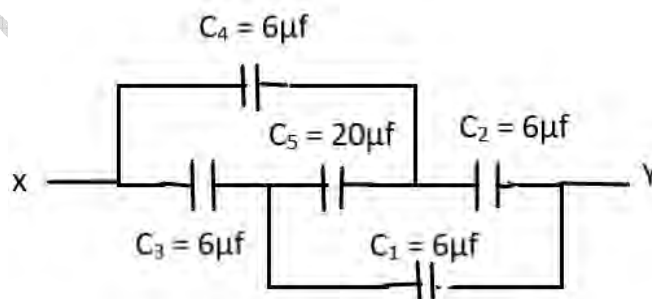 C₄ = 6µf
C₅ = 20µf
C₂ = 6µf
X
Y
C₃ = 6µf
C₁ = 6µf